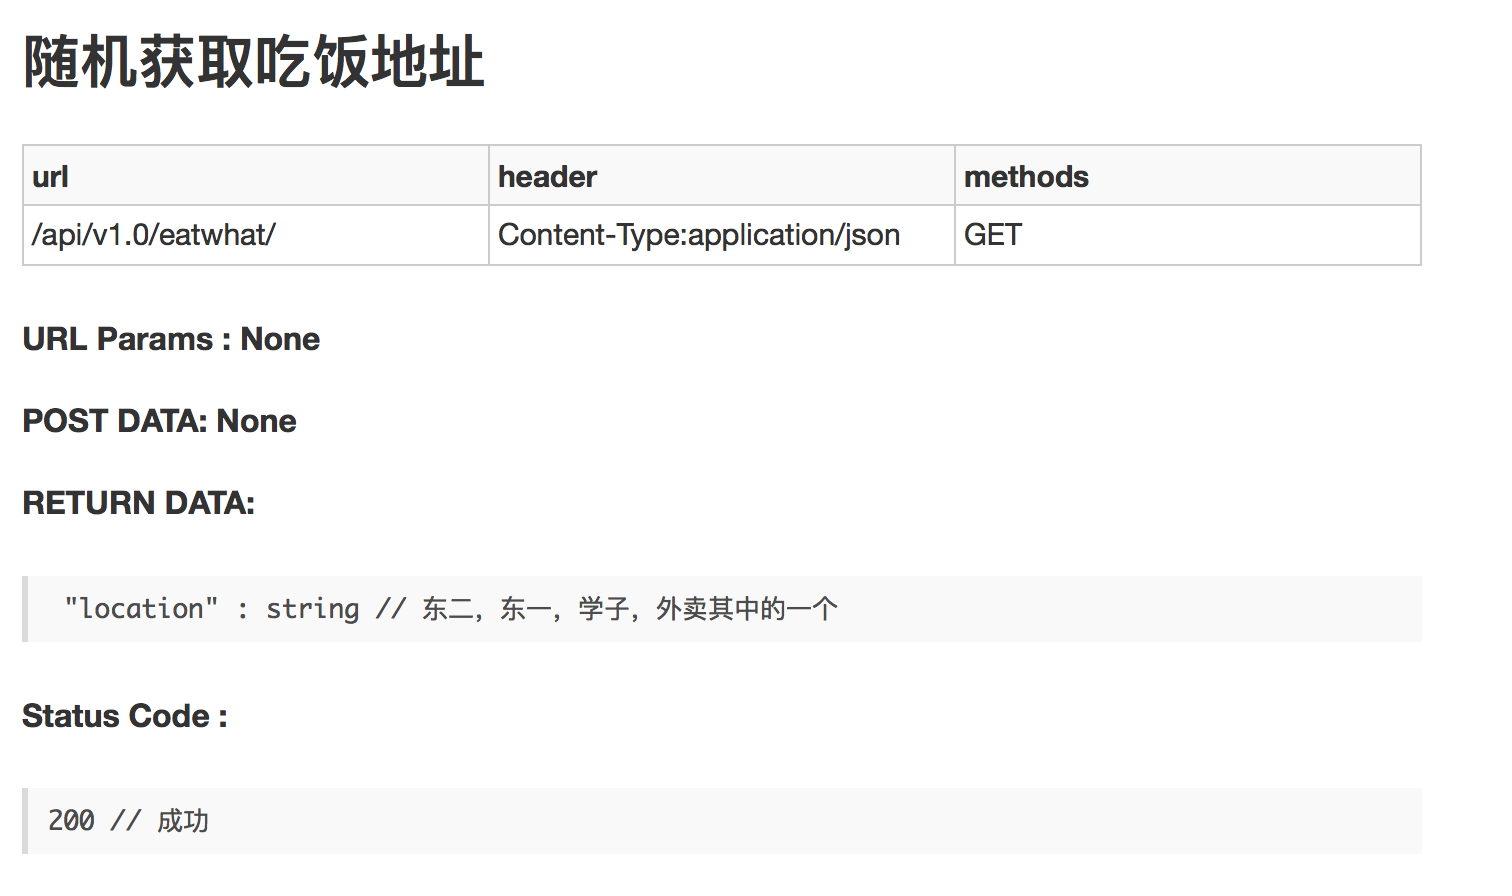 随机获取吃饭地址
url header methods
/api/v1.0/eatwhat/ Content-Type:application/json GET
URL Params : None
POST DATA: None
RETURN DATA:
"location" : string // 东二，东一，学子，外卖其中的一个
Status Code :
200 // 成功